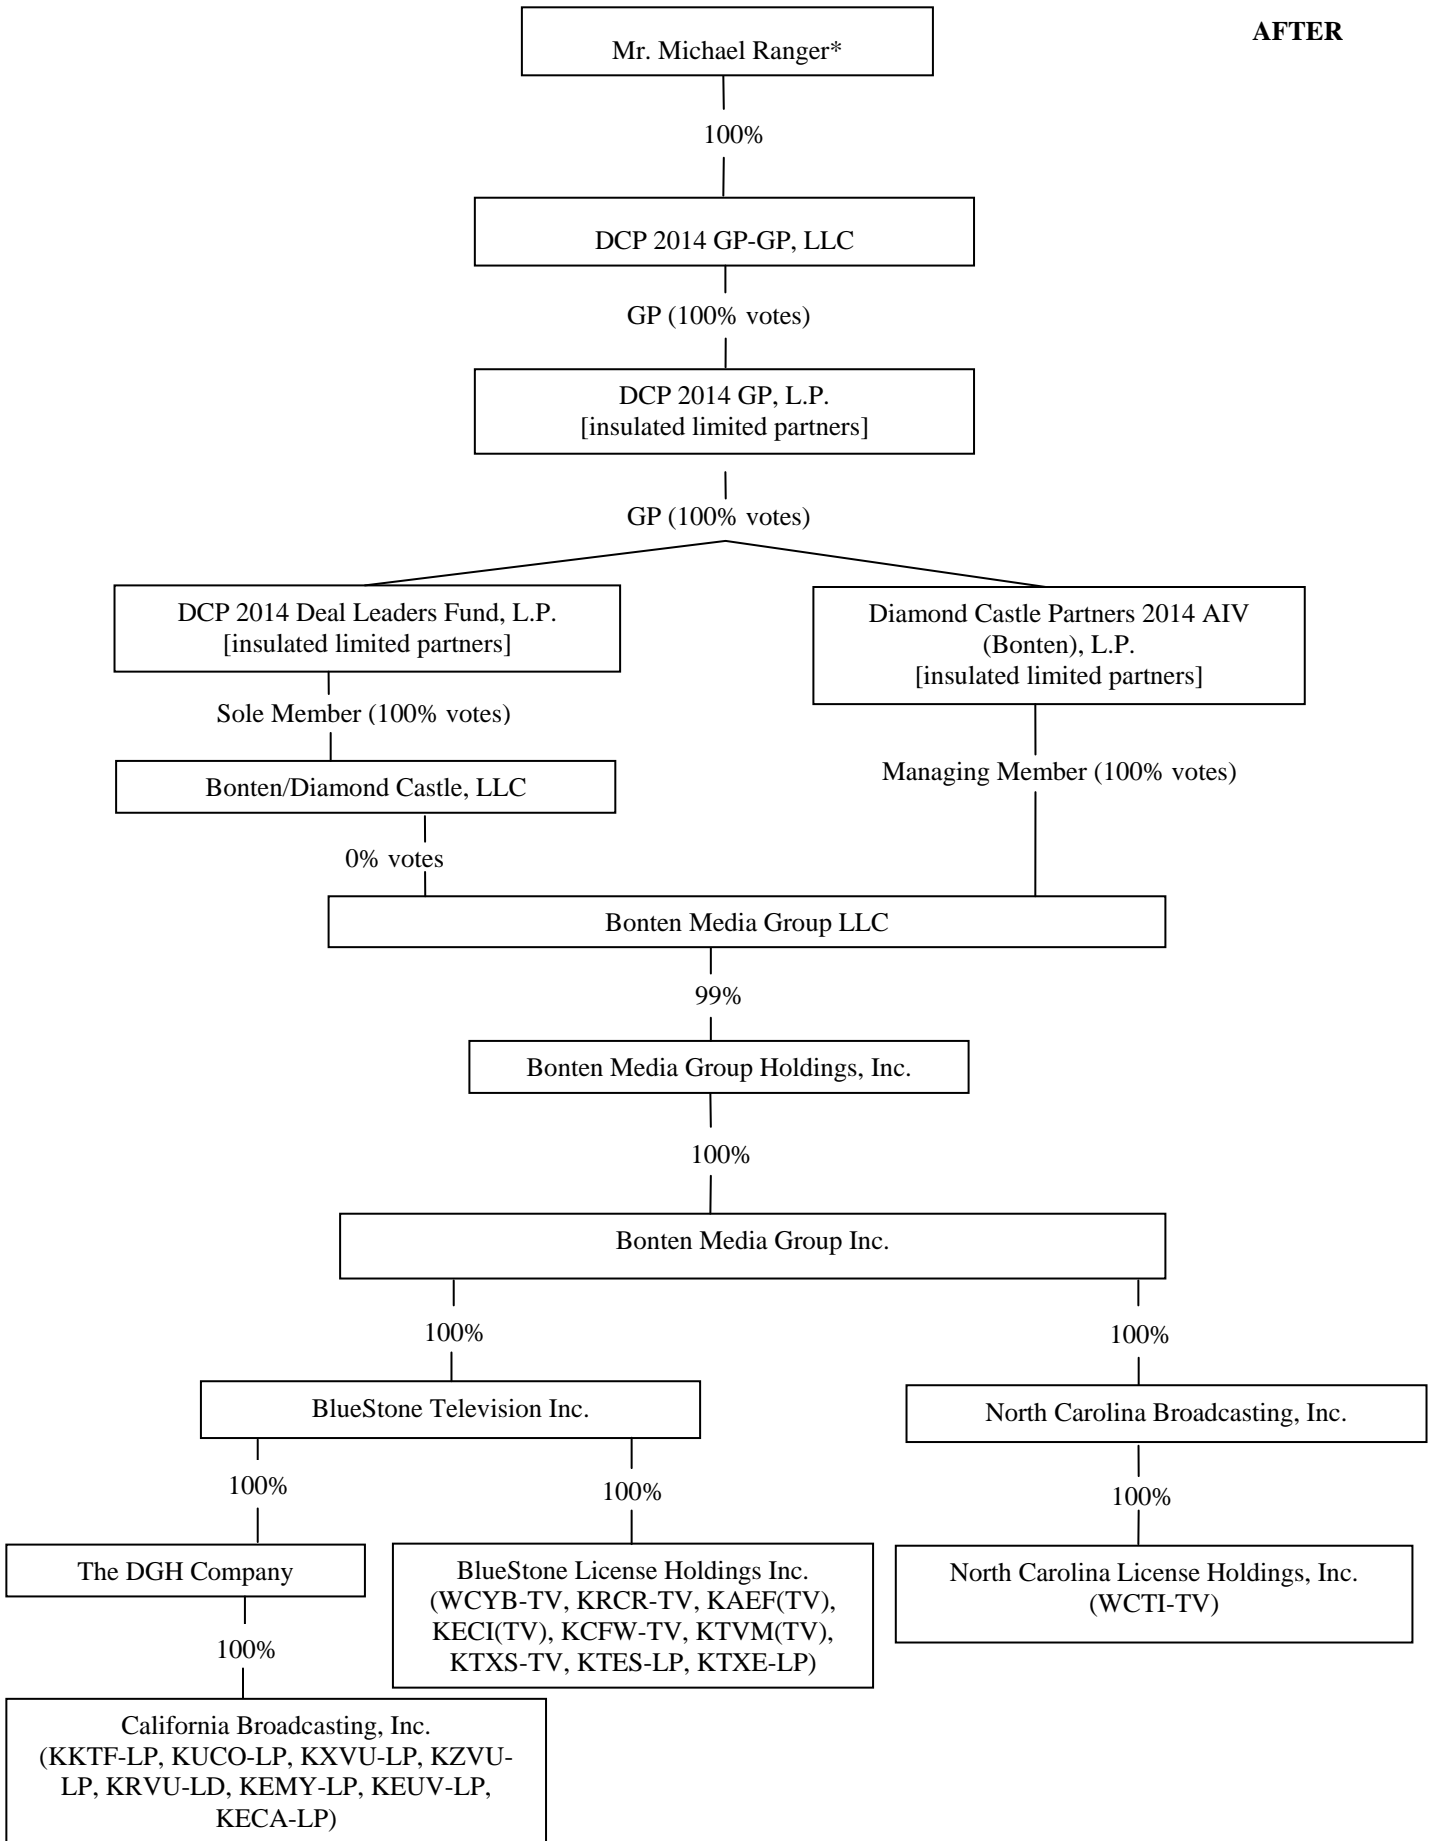 AFTER
Mr. Michael Ranger*
100%
DCP 2014 GP-GP, LLC
GP (100% votes)
DCP 2014 GP, L.P.
[insulated limited partners]
GP (100% votes)
DCP 2014 Deal Leaders Fund, L.P.
[insulated limited partners]
Diamond Castle Partners 2014 AIV
(Bonten), L.P.
[insulated limited partners]
Sole Member (100% votes)
Bonten/Diamond Castle, LLC
Managing Member (100% votes)
0% votes
Bonten Media Group LLC
99%
Bonten Media Group Holdings, Inc.
100%
Bonten Media Group Inc.
100%
100%
BlueStone Television Inc.
North Carolina Broadcasting, Inc.
100%
100%
100%
The DGH Company
BlueStone License Holdings Inc.
(WCYB-TV, KRCR-TV, KAEF(TV),
KECI(TV), KCFW-TV, KTVM(TV),
KTXS-TV, KTES-LP, KTXE-LP)
North Carolina License Holdings, Inc.
(WCTI-TV)
100%
California Broadcasting, Inc.
(KKTF-LP, KUCO-LP, KXVU-LP, KZVU-
LP, KRVU-LD, KEMY-LP, KEUV-LP,
KECA-LP)